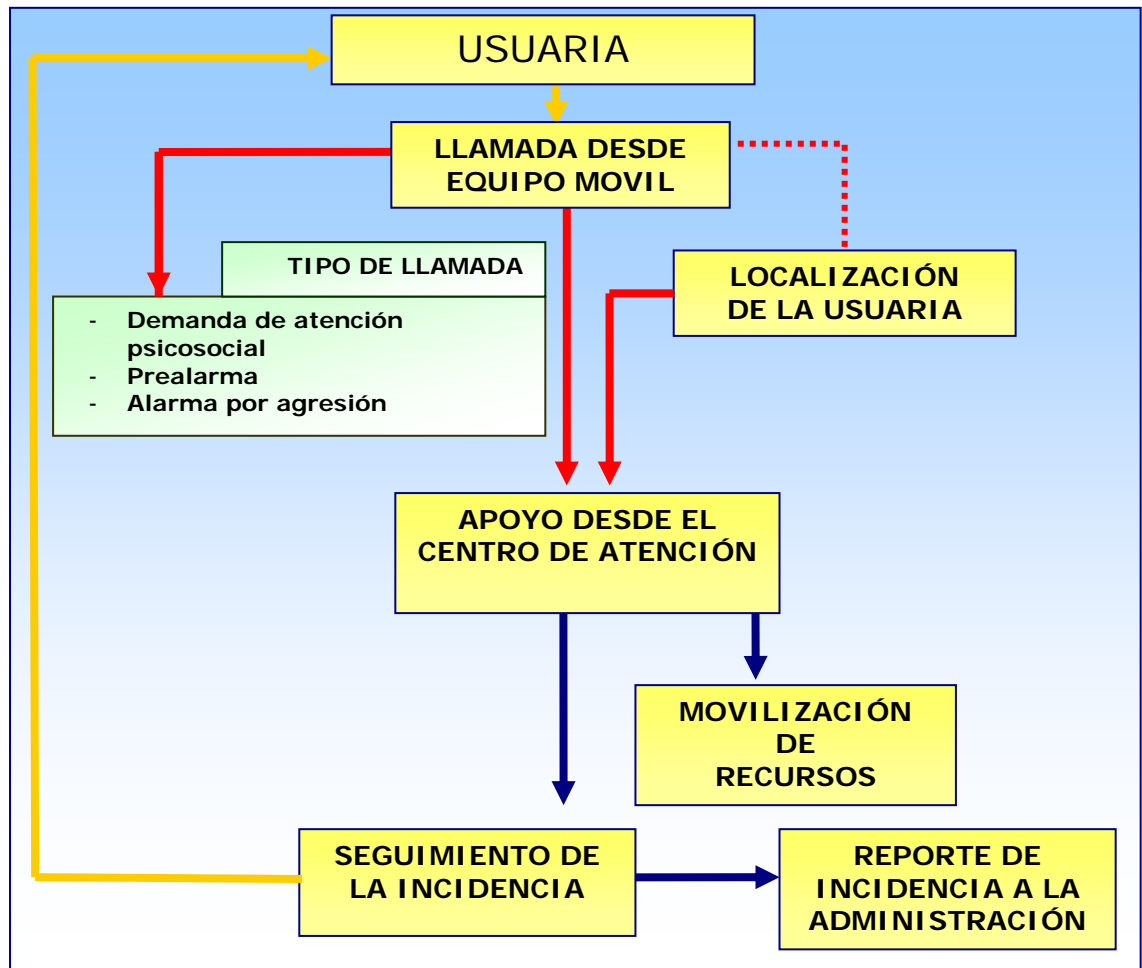 USUARIA
LLAMADA DESDE
EQUIPO MOVIL
TIPO DE LLAMADA
- Demanda de atención
psicosocial
- Prealarma
- Alarma por agresión
LOCALIZACIÓN
DE LA USUARIA
APOYO DESDE EL
CENTRO DE ATENCIÓN
MOVILIZACIÓN
DE
RECURSOS
SEGUIMIENTO DE
LA INCIDENCIA
REPORTE DE
INCIDENCIA A LA
ADMINISTRACIÓN